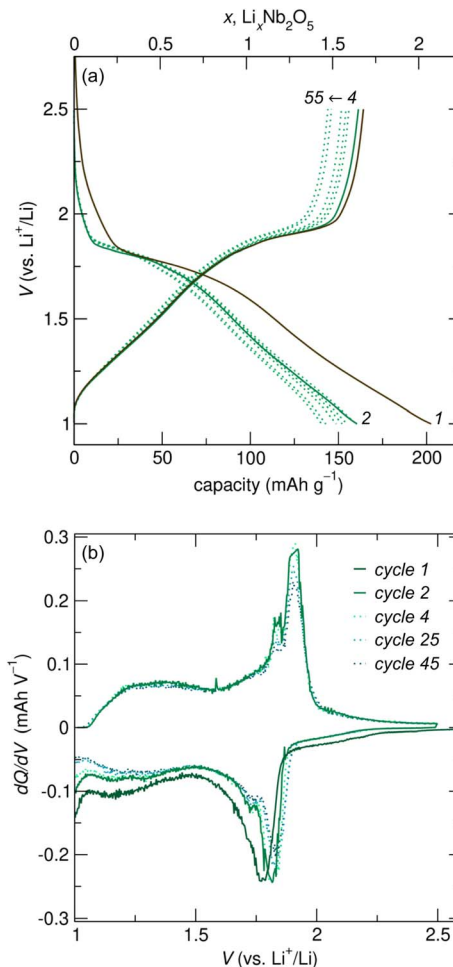 x, LixNb2O5
0 0.5 1 1.5 2
(a)
55 ← 4
2.5
2
1.5
1
V (vs. Li+/Li)
2
1
0 50 100 150 200
capacity (mAh g−1)
0.3
(b)
cycle 1
cycle 2
cycle 4
cycle 25
cycle 45
0.2
0.1
0
-0.1
-0.2
-0.3
dQ/dV (mAh V−1)
1 1.5 2 2.5
V (vs. Li+/Li)